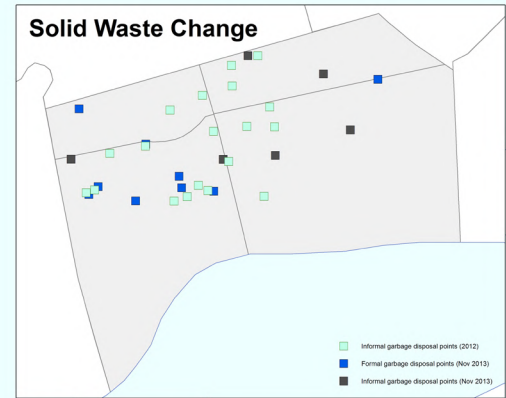 Solid Waste Change
Informal garbage disposal points (2012)
Formal garbage disposal points (Nov 2013)
Informal garbage disposal points (Nov 2013)